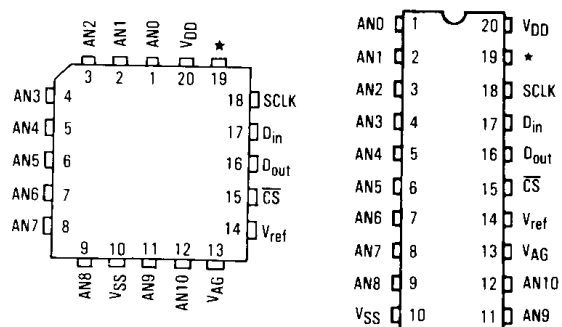 AN2 AN1 AN0 VDD ★
3 2 1 20 19
AN3 4
AN4 5
AN5 6
AN6 7
AN7 8
18 SCLK
17 Din
16 Dout
15 C̅S̅
14 Vref
9 10 11 12 13
AN8 VSS AN9 AN10 VAG
AN0 1 20 VDD
AN1 2 19 ★
AN2 3 18 SCLK
AN3 4 17 Din
AN4 5 16 Dout
AN5 6 15 C̅S̅
AN6 7 14 Vref
AN7 8 13 VAG
AN8 9 12 AN10
VSS 10 11 AN9